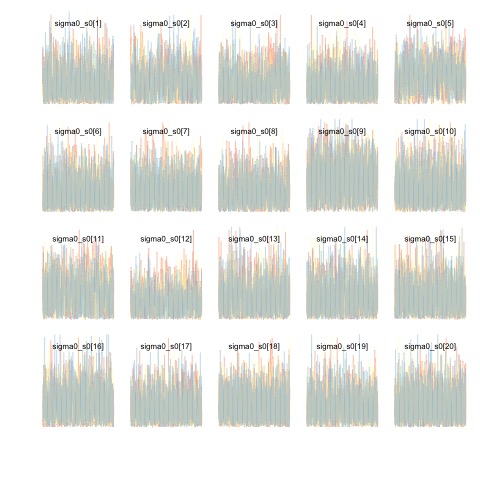 sigma0_s0[1] sigma0_s0[2] sigma0_s0[3] sigma0_s0[4] sigma0_s0[5]
sigma0_s0[6] sigma0_s0[7] sigma0_s0[8] sigma0_s0[9] sigma0_s0[10]
sigma0_s0[11] sigma0_s0[12] sigma0_s0[13] sigma0_s0[14] sigma0_s0[15]
sigma0_s0[16] sigma0_s0[17] sigma0_s0[18] sigma0_s0[19] sigma0_s0[20]